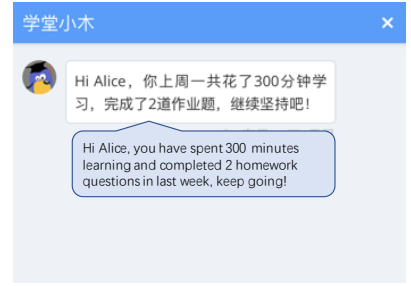 学堂小木
Hi Alice，你上周一共花了300分钟学
习，完成了2道作业题，继续坚持吧！
Hi Alice, you have spent 300 minutes
learning and completed 2 homework
questions in last week, keep going!